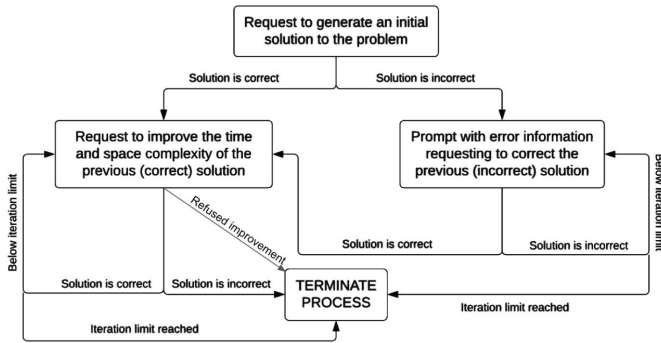 Request to generate an initial
solution to the problem
Solution is correct
Solution is incorrect
Request to improve the time
and space complexity of the
previous (correct) solution
Prompt with error information
requesting to correct the
previous (incorrect) solution
Below iteration limit
Below iteration limit
Refused improvement
Solution is correct
Solution is incorrect
Solution is correct
Solution is incorrect
TERMINATE
PROCESS
Iteration limit reached
Iteration limit reached